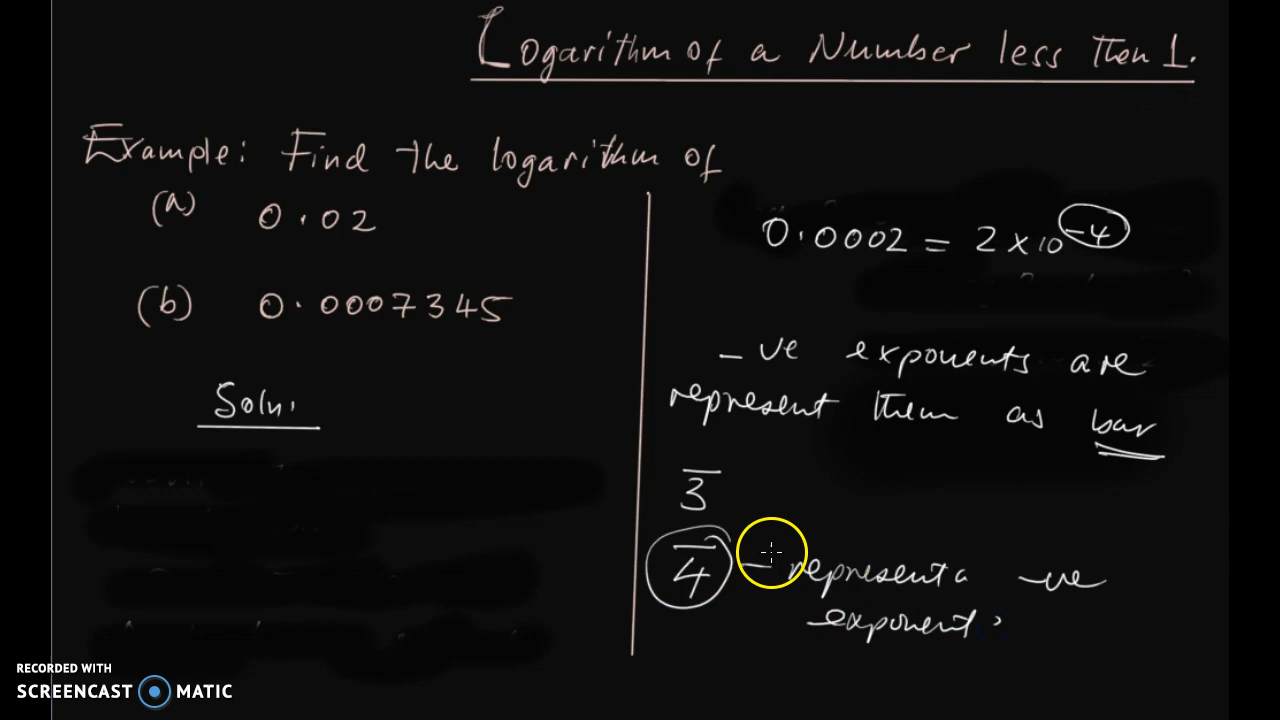 Logarithm of a Number less then 1.
Example: Find the logarithm of
(a) 0.02
(b) 0.0007345
Soln.
0.0002 = 2 × 10⁻⁴
-ve exponents are
represent them as bar
3̅
4̅ - represent a -ve
exponent
RECORDED WITH
SCREENCAST MATIC